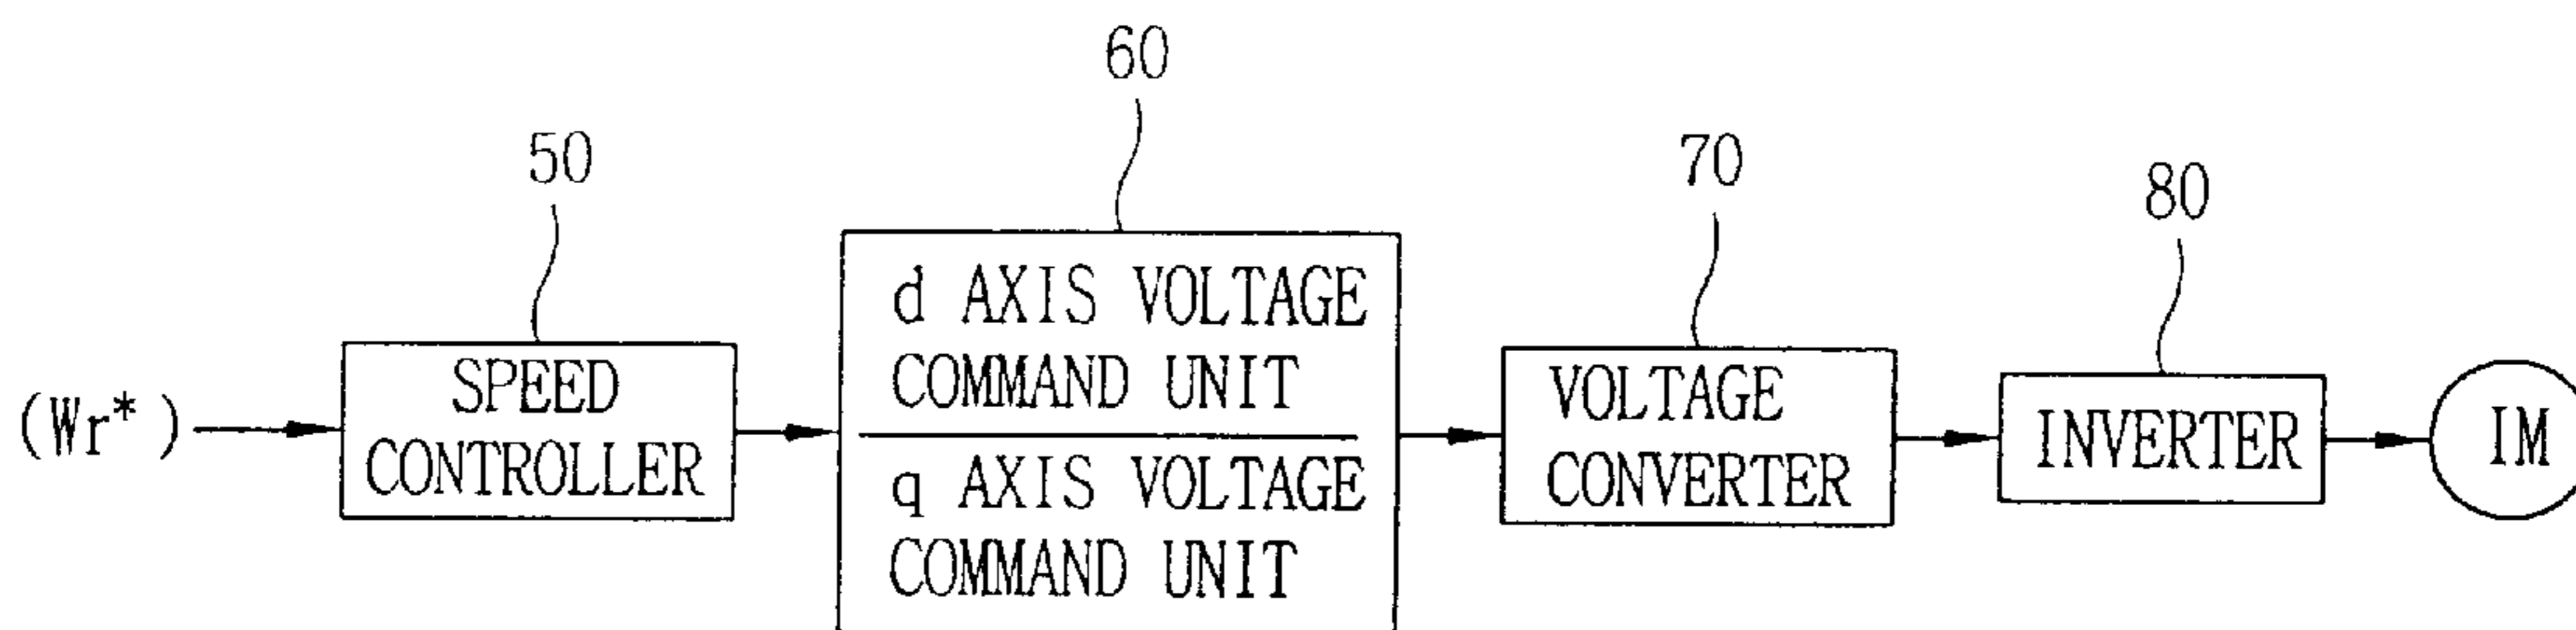 60
50
70
80
(Wr*)
SPEED
CONTROLLER
d AXIS VOLTAGE
COMMAND UNIT
q AXIS VOLTAGE
COMMAND UNIT
VOLTAGE
CONVERTER
INVERTER
IM